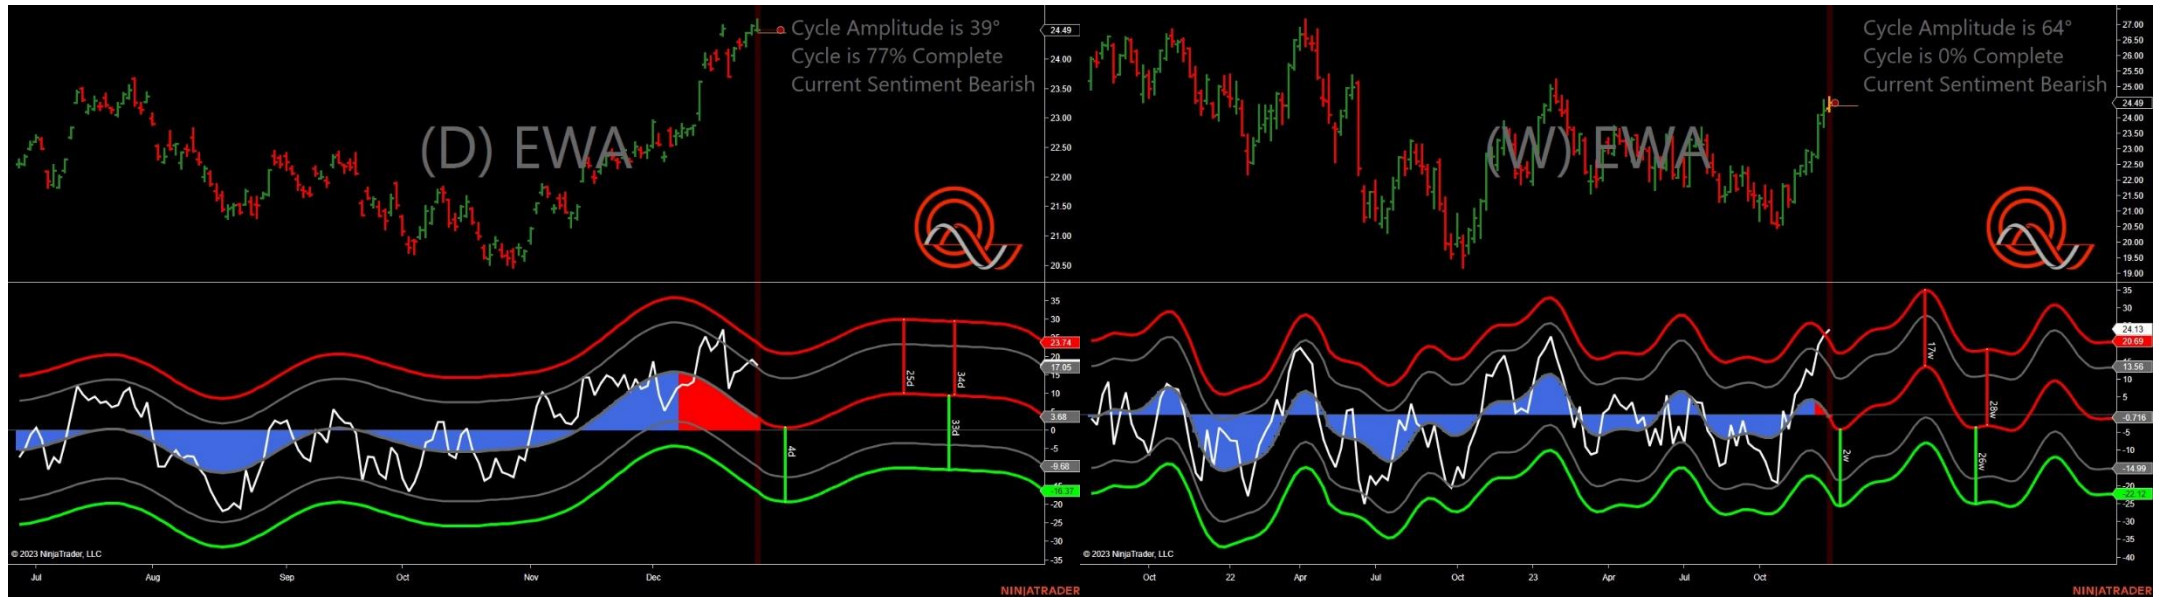 Cycle Amplitude is 39°
Cycle is 77% Complete
Current Sentiment Bearish
(D) EWA
24.49
24.00
23.50
23.00
22.50
22.00
21.50
21.00
20.50
35
30
23.74
20
17.05
15
10
3.68
0
-5
-9.68
-16.37
-20
-25
-30
-35
25d
34d
33d
4d
© 2023 NinjaTrader, LLC
Jul Aug Sep Oct Nov Dec
NINJATRADER
Cycle Amplitude is 64°
Cycle is 0% Complete
Current Sentiment Bearish
(W) EWA
27.00
26.50
26.00
25.50
25.00
24.49
24.00
23.50
23.00
22.50
22.00
21.50
21.00
20.50
20.00
19.50
19.00
35
30
24.13
20.69
13.56
10
5
-0.716
-5
-10
-14.99
-20
-22.12
-25
-30
-35
-40
17w
28w
2w
26w
© 2023 NinjaTrader, LLC
Oct 22 Apr Jul Oct 23 Apr Jul Oct
NINJATRADER